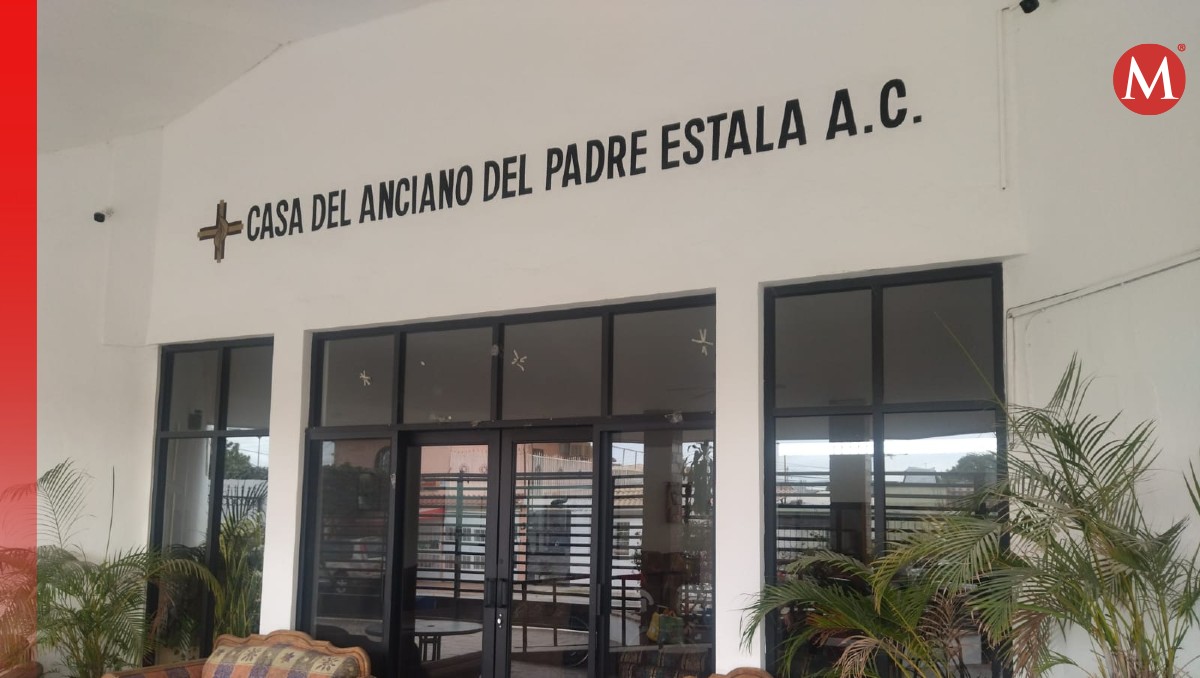 M®
CASA DEL ANCIANO DEL PADRE ESTALA A.C.